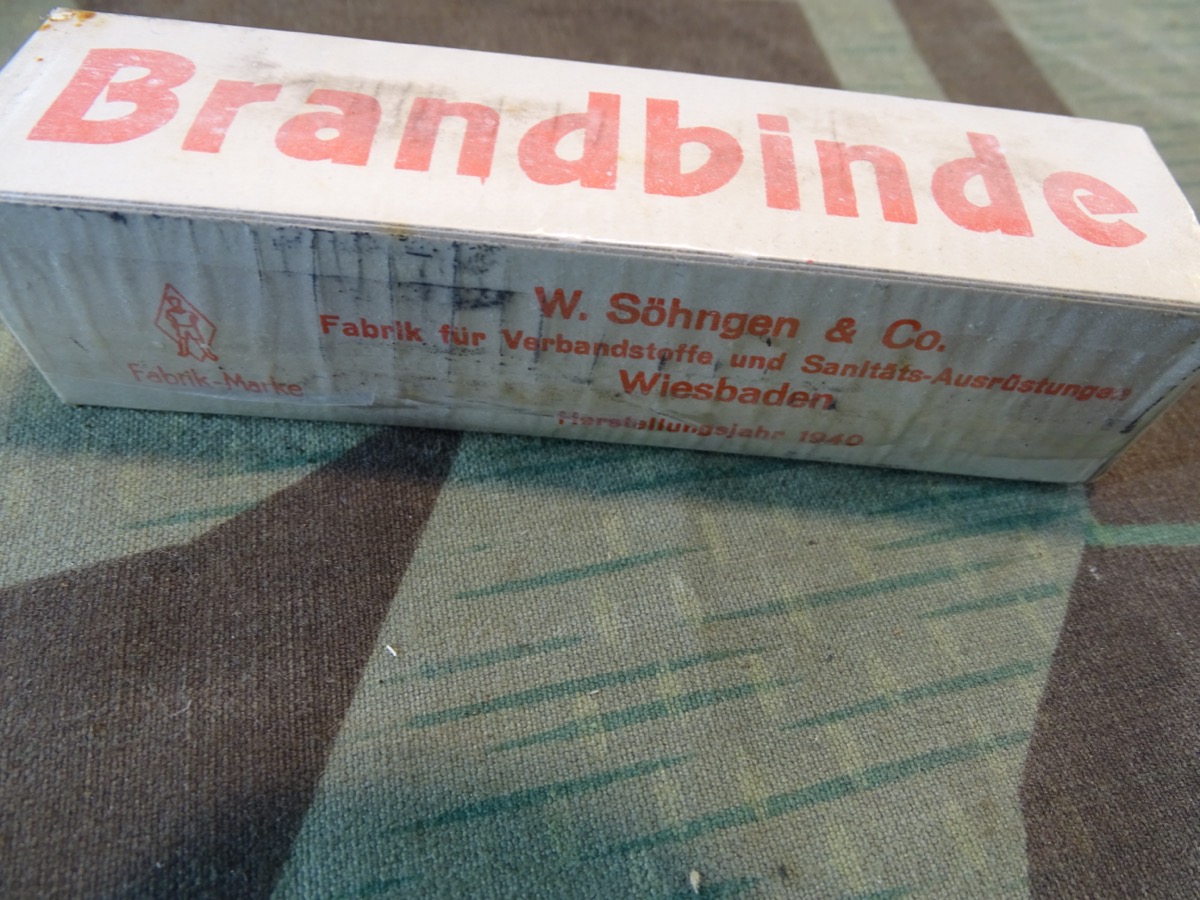 Brandbinde
W. Söhngen & Co.
Fabrik für Verbandstoffe und Sanitäts-Ausrüstungen
Wiesbaden
Herstellungsjahr 1940
Fabrik-Marke